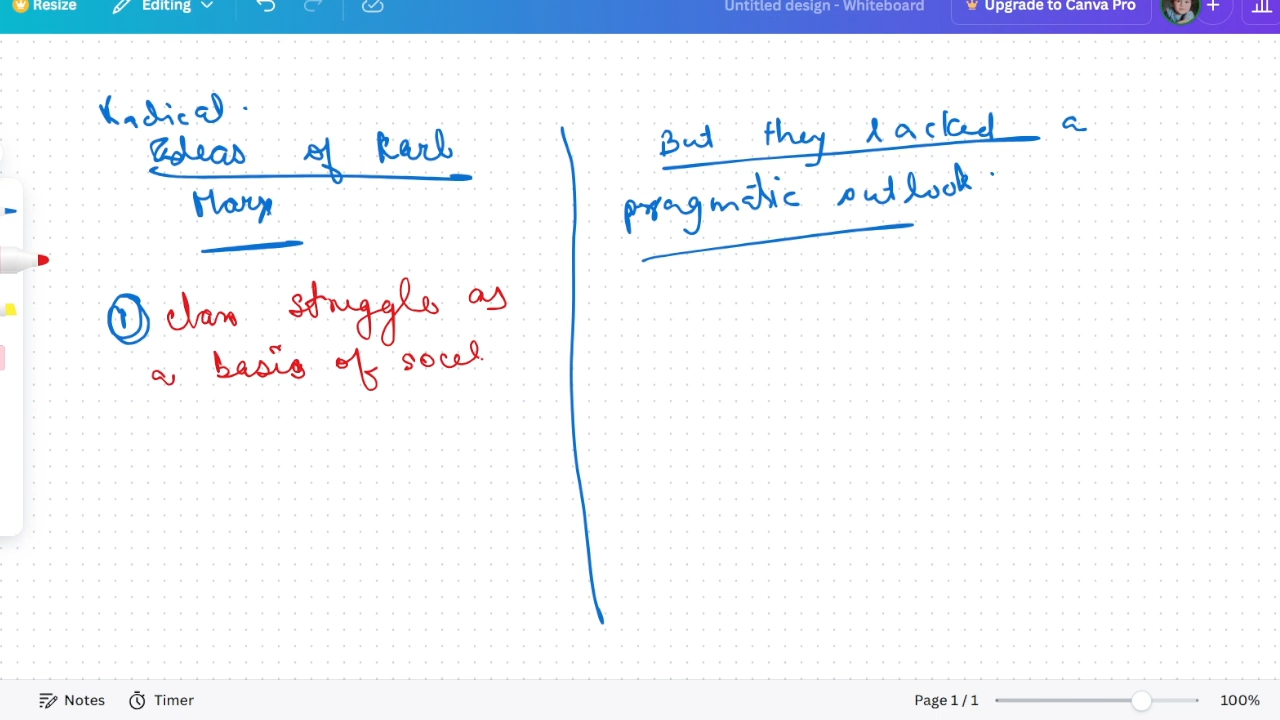 Resize
Editing
Untitled design - Whiteboard
Upgrade to Canva Pro
Radical.
Ideas of Karl
Marx
But they lacked a
pragmatic outlook.
1 class struggle as
a basis of socel
Notes
Timer
Page 1 / 1
100%